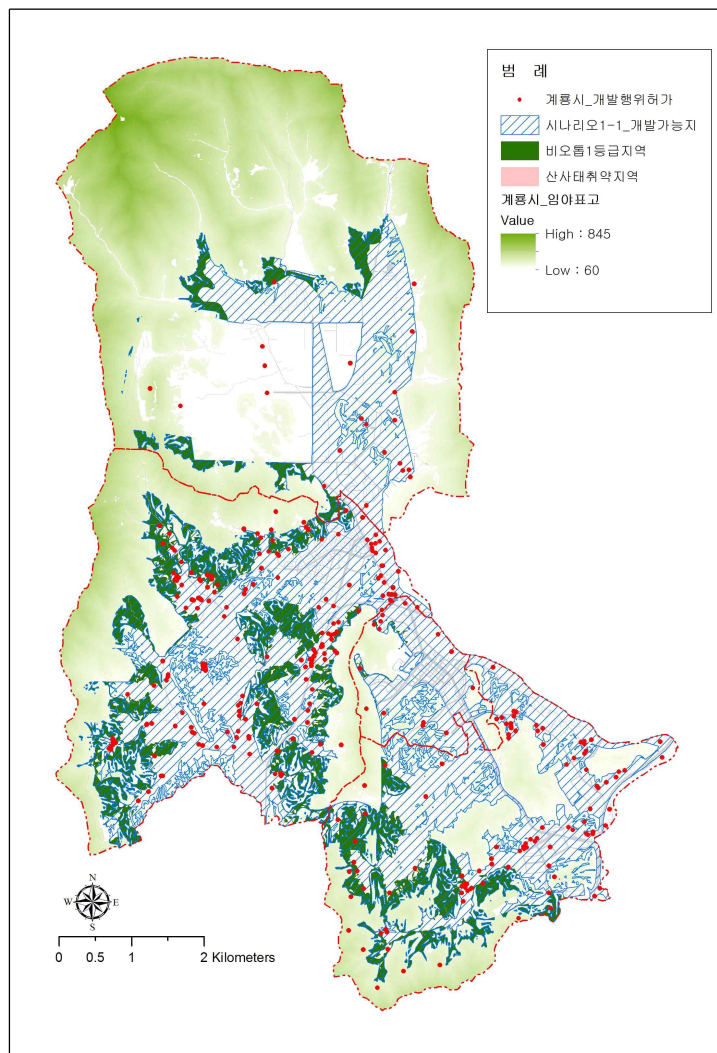 범 례
계룡시_개발행위허가
시나리오1-1_개발가능지
비오톱1등급지역
산사태취약지역
계룡시_임야표고
Value
High : 845
Low : 60
N
W E
S
0 0.5 1 2 Kilometers